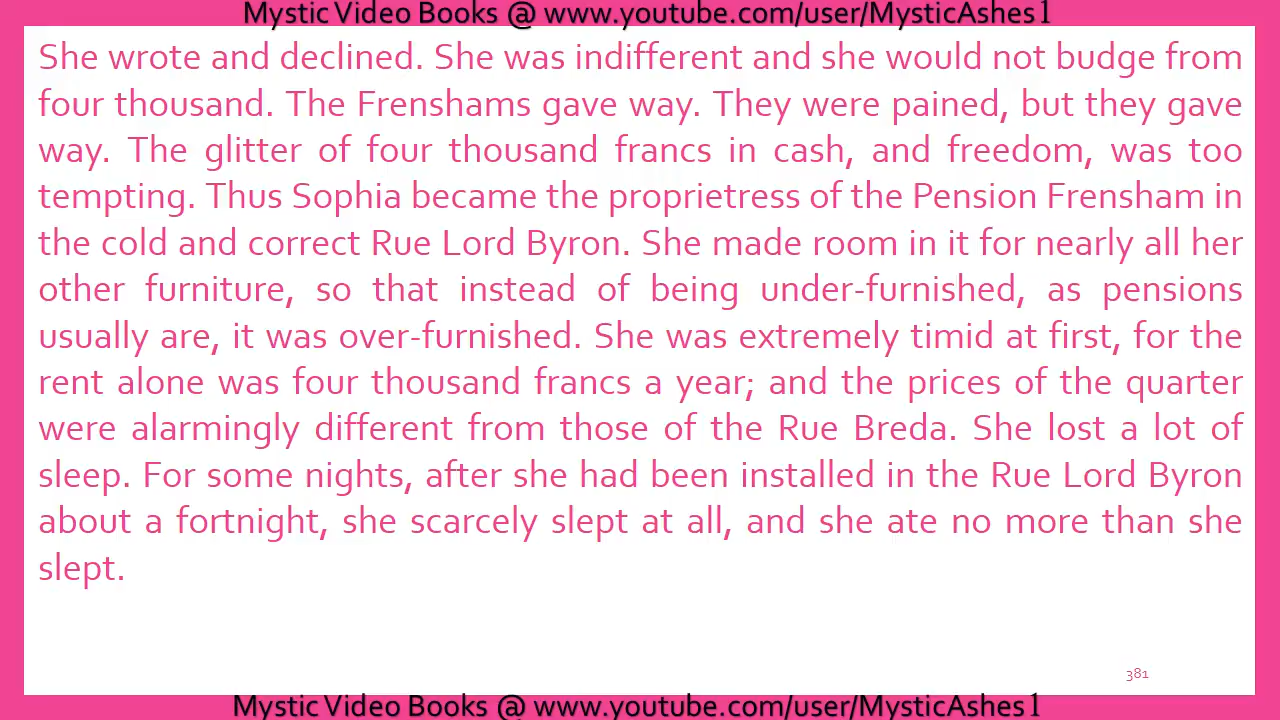 Mystic Video Books @ www.youtube.com/user/MysticAshes1
She wrote and declined. She was indifferent and she would not budge from
four thousand. The Frenshams gave way. They were pained, but they gave
way. The glitter of four thousand francs in cash, and freedom, was too
tempting. Thus Sophia became the proprietress of the Pension Frensham in
the cold and correct Rue Lord Byron. She made room in it for nearly all her
other furniture, so that instead of being under-furnished, as pensions
usually are, it was over-furnished. She was extremely timid at first, for the
rent alone was four thousand francs a year; and the prices of the quarter
were alarmingly different from those of the Rue Breda. She lost a lot of
sleep. For some nights, after she had been installed in the Rue Lord Byron
about a fortnight, she scarcely slept at all, and she ate no more than she
slept.
381
Mystic Video Books @ www.youtube.com/user/MysticAshes1